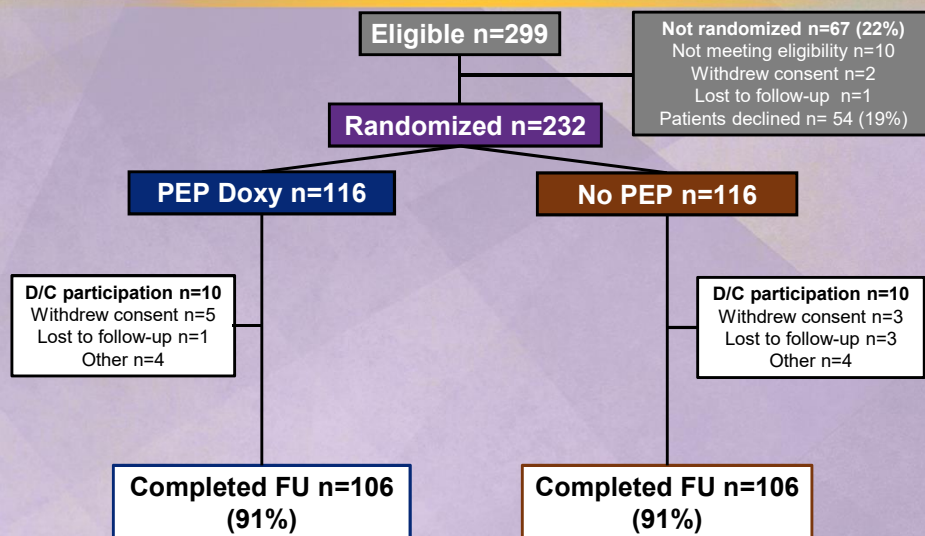 Eligible n=299
Not randomized n=67 (22%)
Not meeting eligibility n=10
Withdrew consent n=2
Lost to follow-up n=1
Patients declined n= 54 (19%)
Randomized n=232
PEP Doxy n=116
No PEP n=116
D/C participation n=10
Withdrew consent n=5
Lost to follow-up n=1
Other n=4
D/C participation n=10
Withdrew consent n=3
Lost to follow-up n=3
Other n=4
Completed FU n=106
(91%)
Completed FU n=106
(91%)